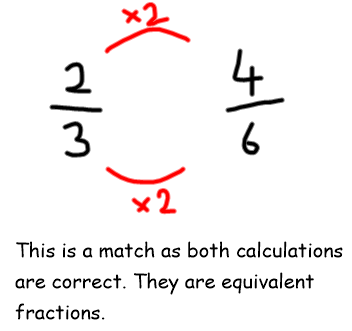 ×2
2 4
3 6
×2
This is a match as both calculations
are correct. They are equivalent
fractions.